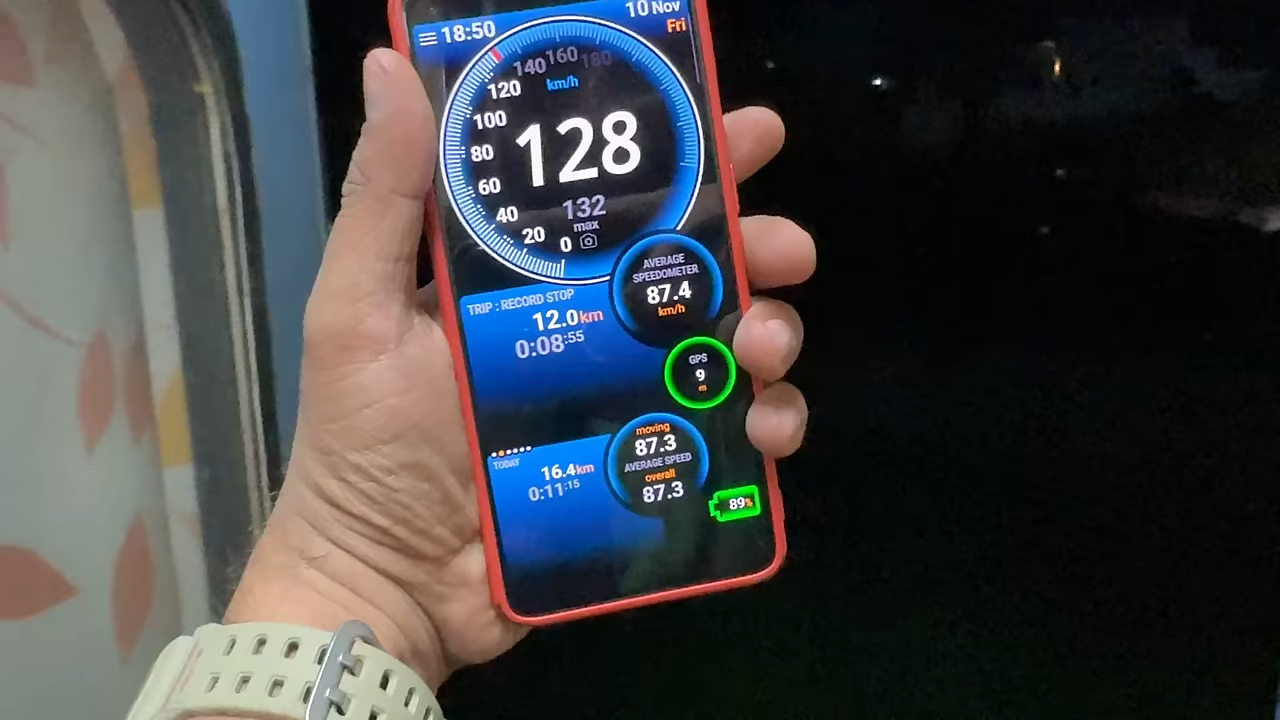 18:50
10 Nov
Fri
140 160 180
km/h
120
100
80
60
40
20
0
128
132
max
AVERAGE
SPEEDOMETER
87.4
km/h
TRIP : RECORD STOP
12.0km
0:08:55
GPS
9
m
moving
87.3
AVERAGE SPEED
overall
87.3
TODAY
16.4km
0:11:15
89%